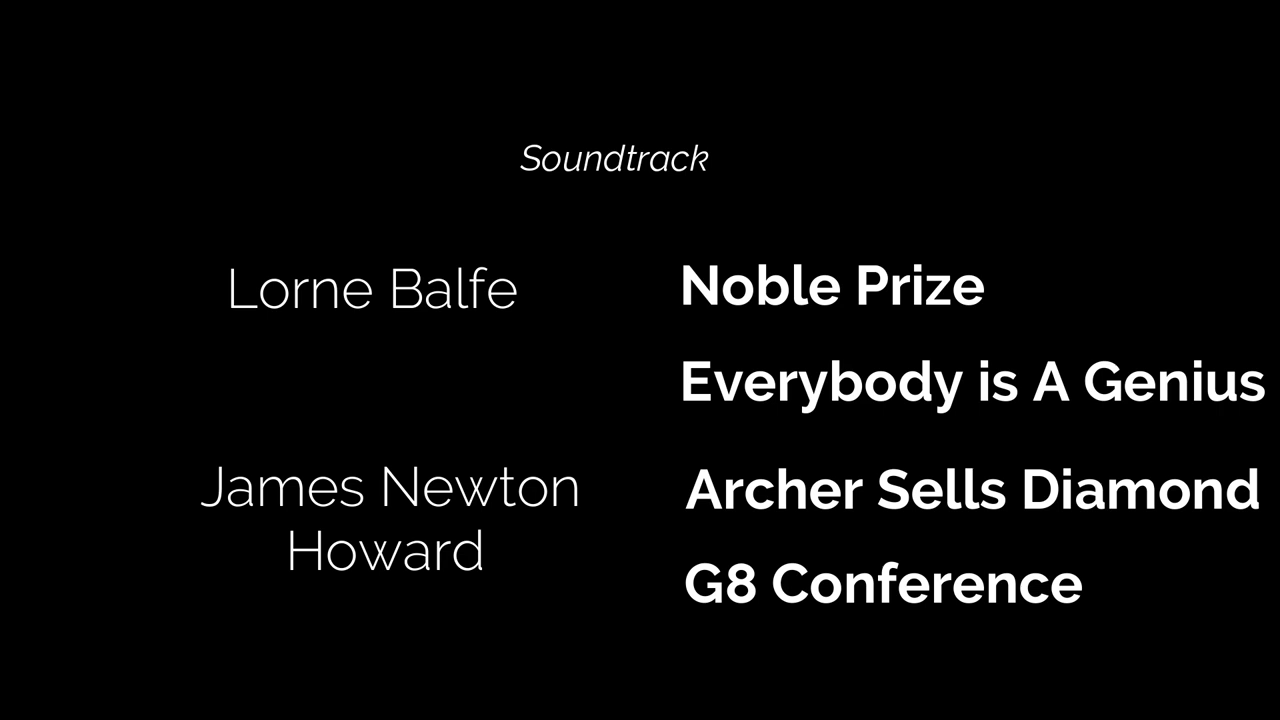 Soundtrack
Lorne Balfe
Noble Prize
Everybody is A Genius
James Newton
Howard
Archer Sells Diamond
G8 Conference